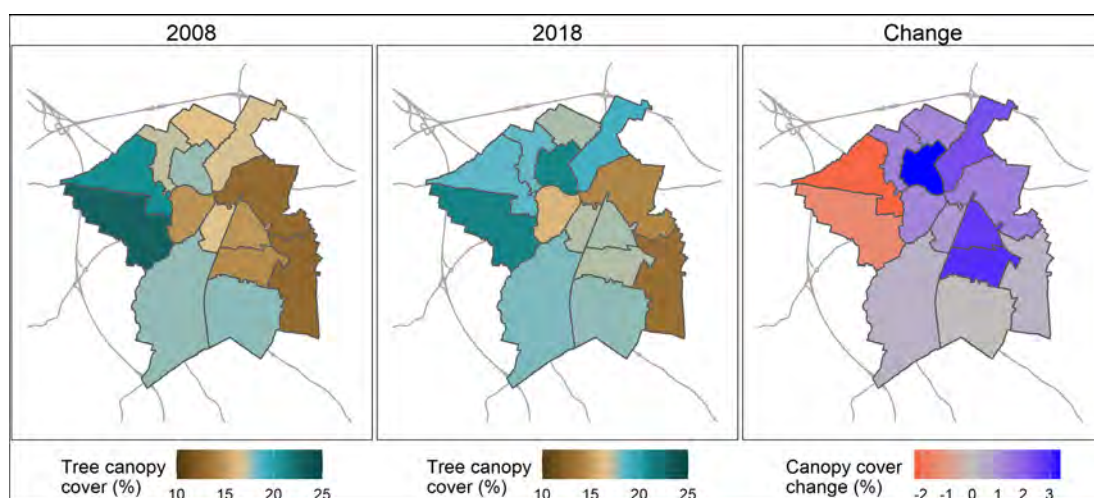 2008
2018
Change
Tree canopy
cover (%)
10 15 20 25
Tree canopy
cover (%)
10 15 20 25
Canopy cover
change (%)
-2 -1 0 1 2 3